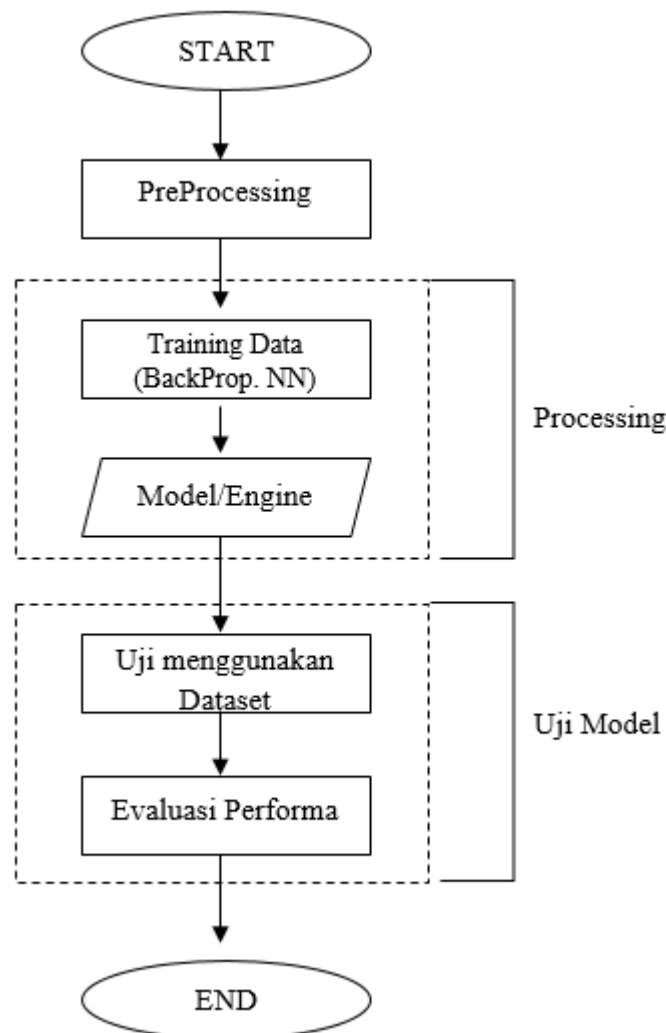 START
PreProcessing
Training Data
(BackProp. NN)
Processing
Model/Engine
Uji menggunakan
Dataset
Uji Model
Evaluasi Performa
END